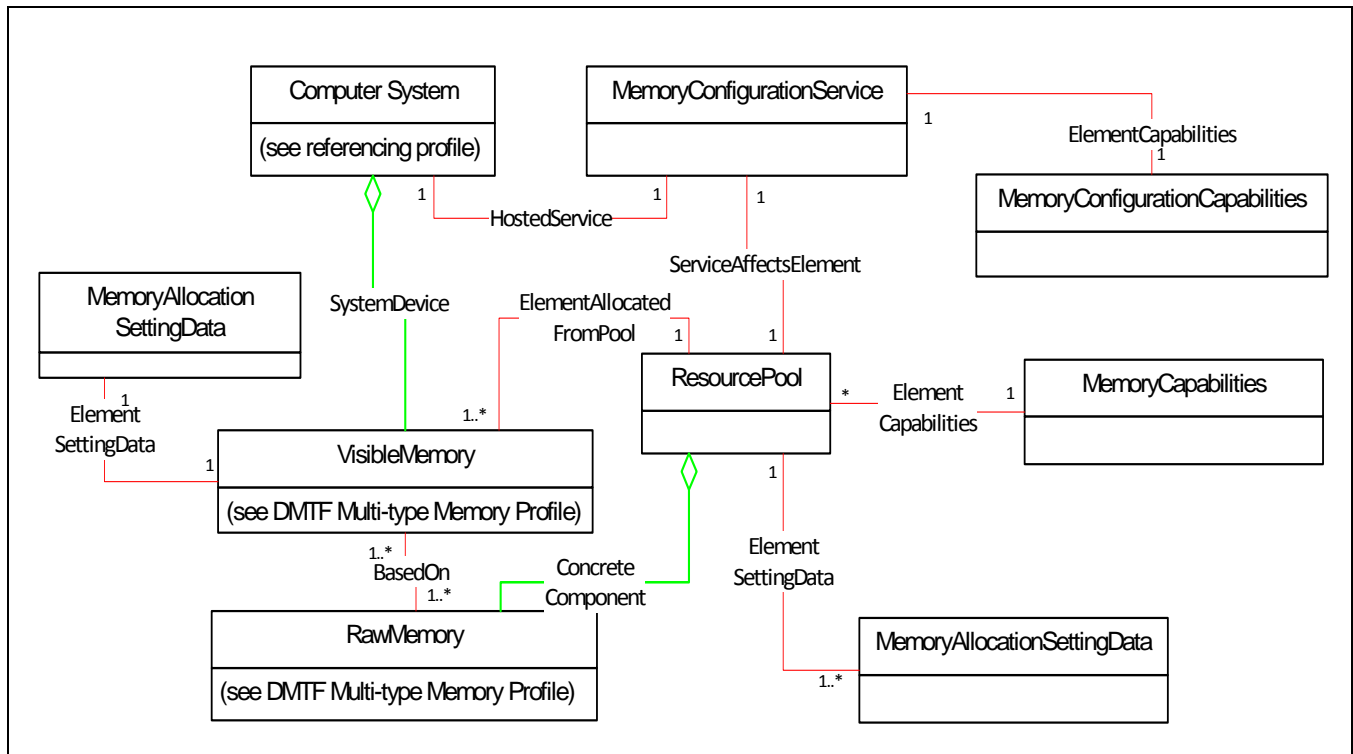 Computer System
(see referencing profile)
MemoryConfigurationService
1
ElementCapabilities
1
MemoryConfigurationCapabilities
1
HostedService
1
1
ServiceAffectsElement
1
MemoryAllocation
SettingData
SystemDevice
ElementAllocated
FromPool
1
1..*
ResourcePool
*
Element
Capabilities
1
MemoryCapabilities
1
Element
SettingData
1
VisibleMemory
(see DMTF Multi-type Memory Profile)
1..*
BasedOn
1..*
Concrete
Component
1
Element
SettingData
1..*
RawMemory
(see DMTF Multi-type Memory Profile)
MemoryAllocationSettingData